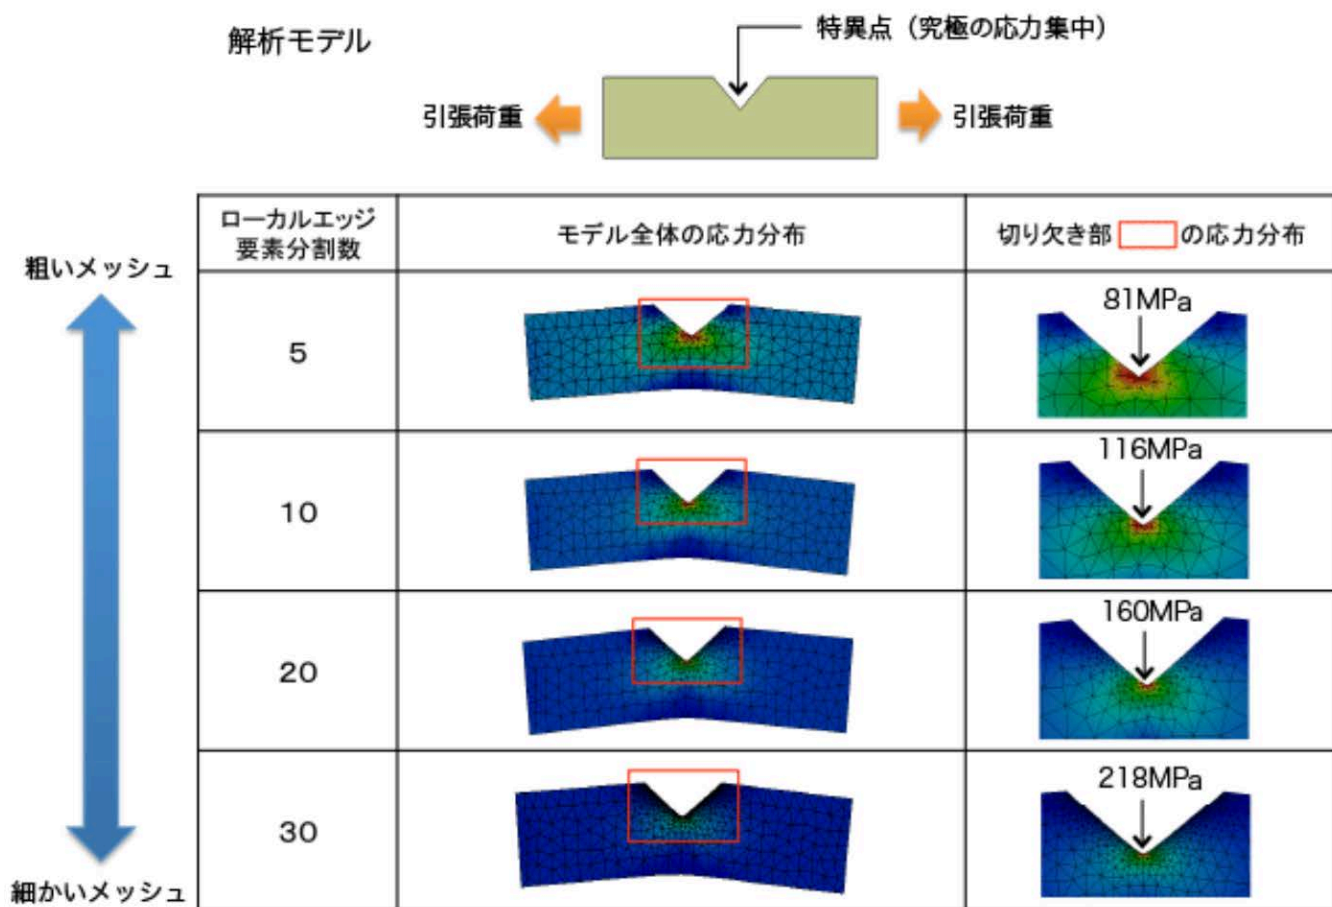 解析モデル
特異点（究極の応力集中）
引張荷重
引張荷重
ローカルエッジ
要素分割数
モデル全体の応力分布
切り欠き部 の応力分布
粗いメッシュ
5
81MPa
10
116MPa
20
160MPa
30
218MPa
細かいメッシュ